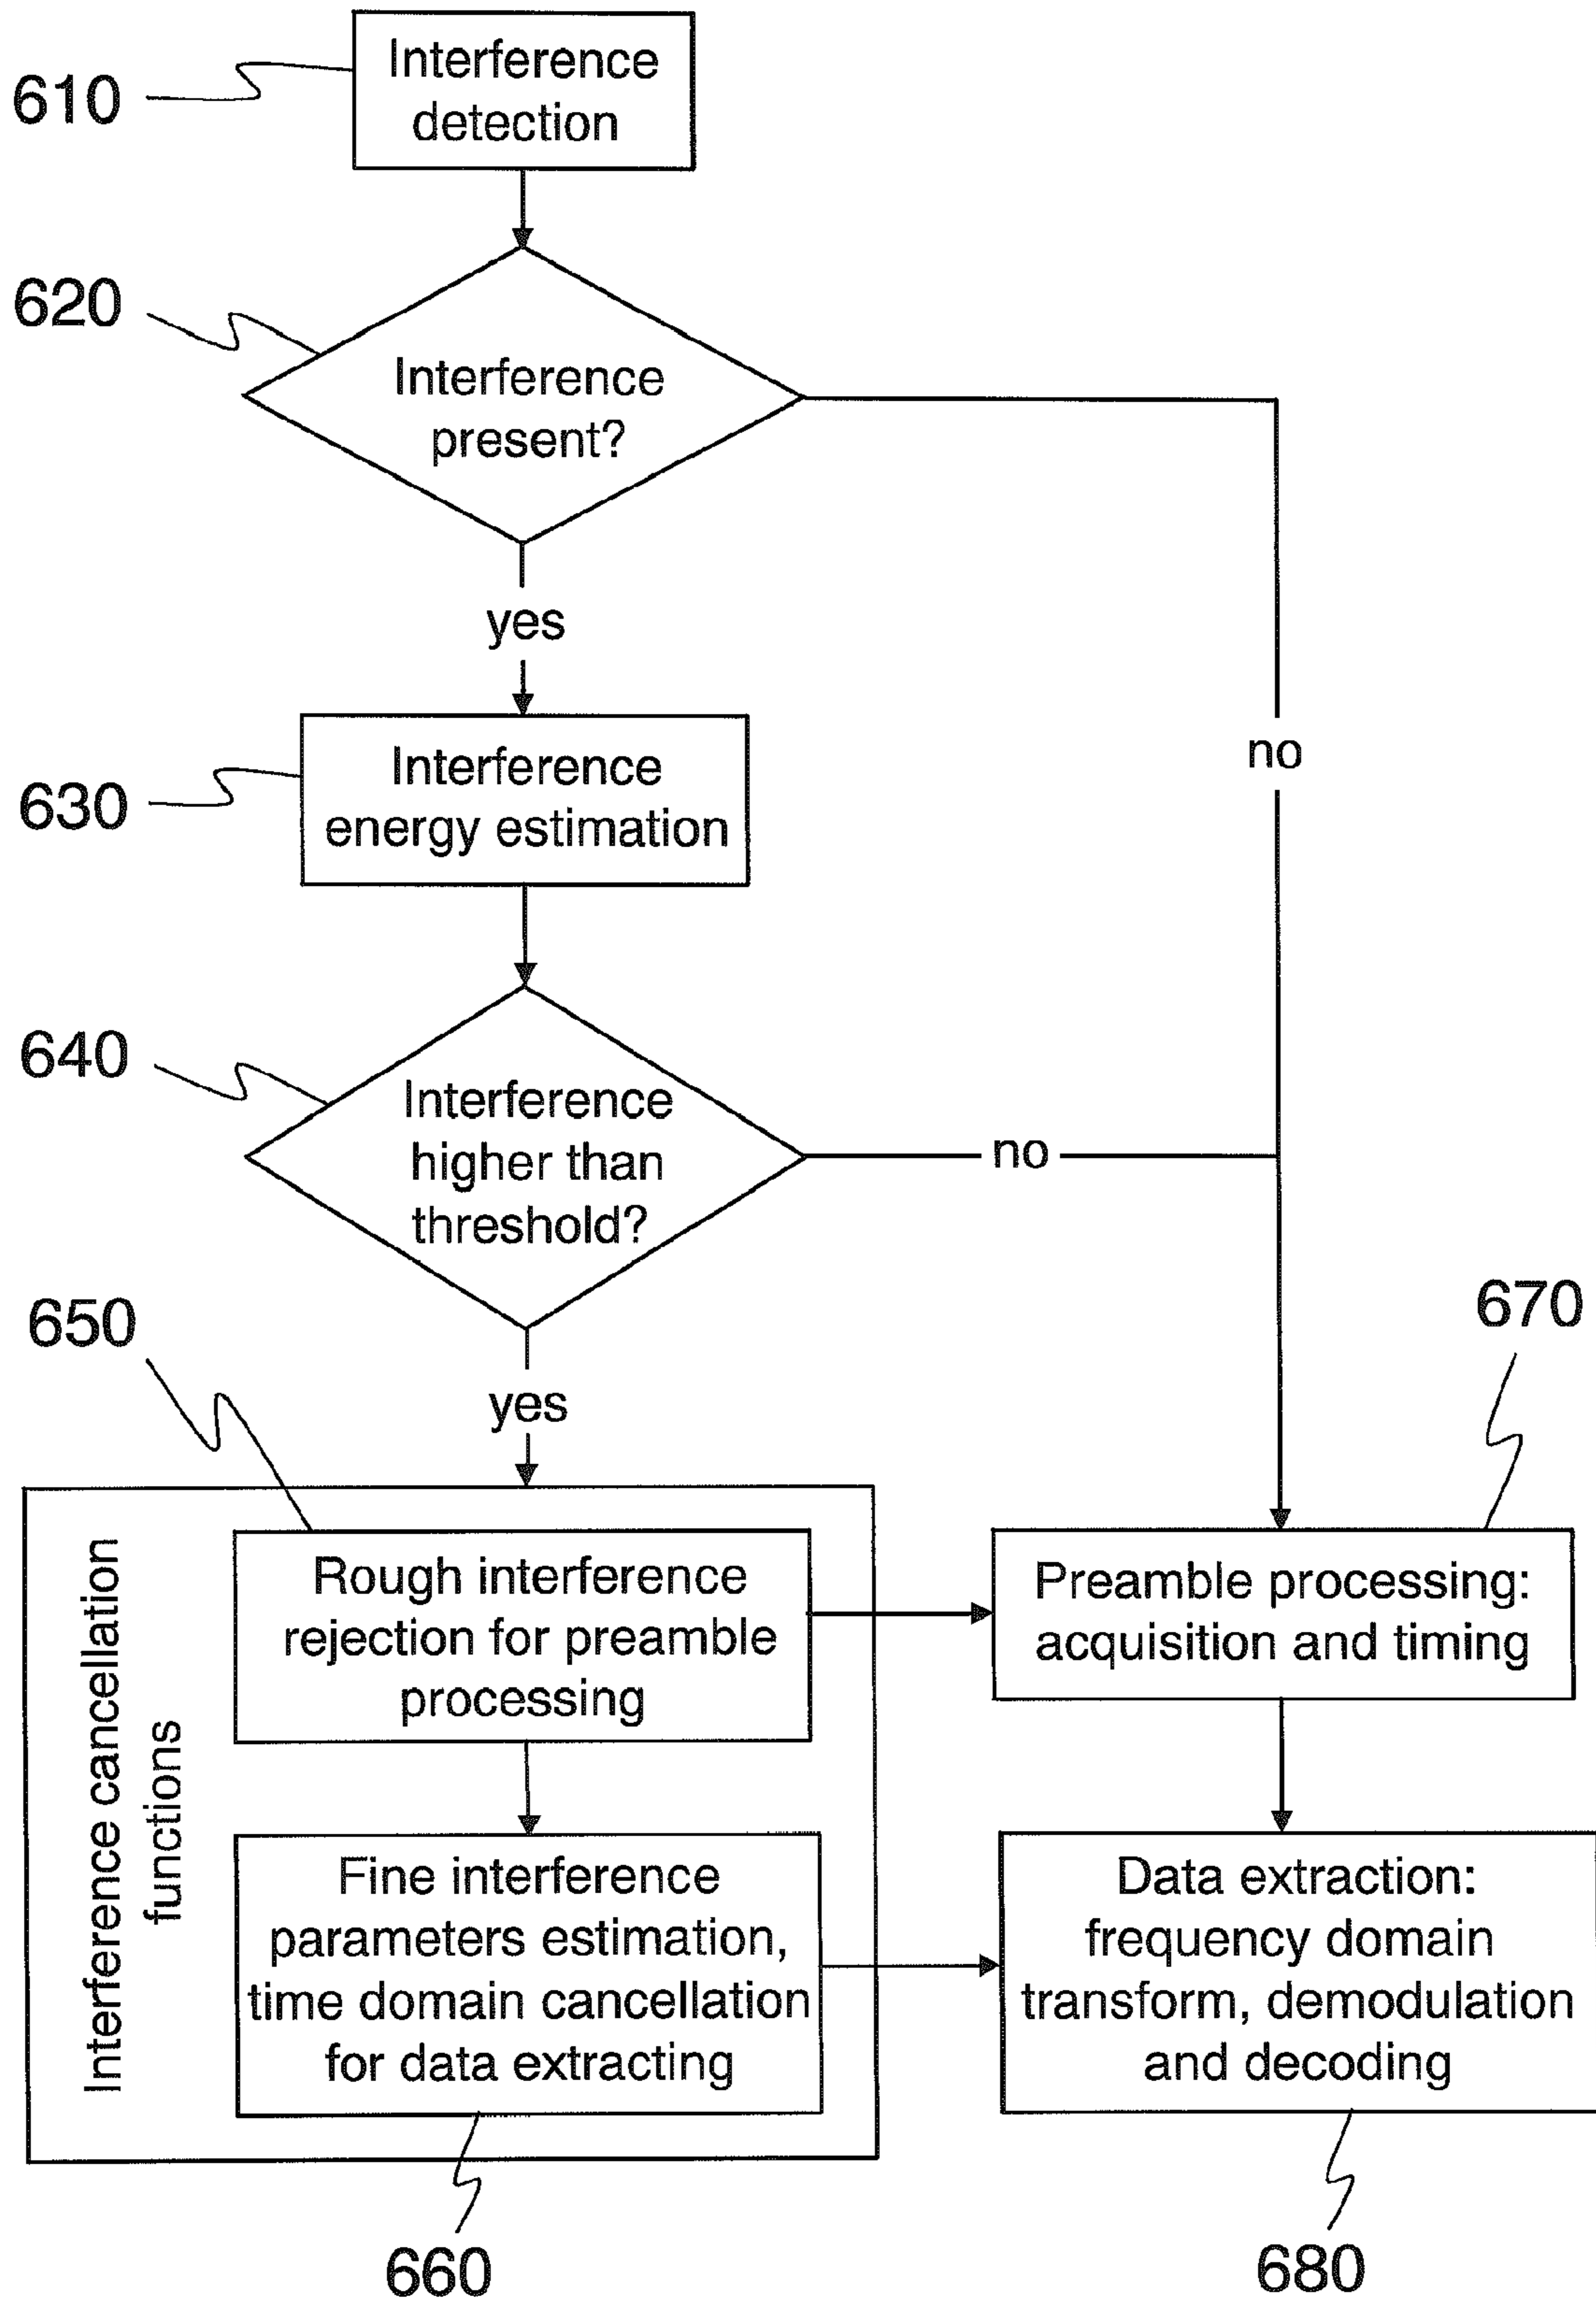 610
Interference
detection
620
Interference
present?
yes
no
630
Interference
energy estimation
640
Interference
higher than
threshold?
no
yes
650
670
Interference cancellation
functions
Rough interference
rejection for preamble
processing
Preamble processing:
acquisition and timing
Fine interference
parameters estimation,
time domain cancellation
for data extracting
Data extraction:
frequency domain
transform, demodulation
and decoding
660
680